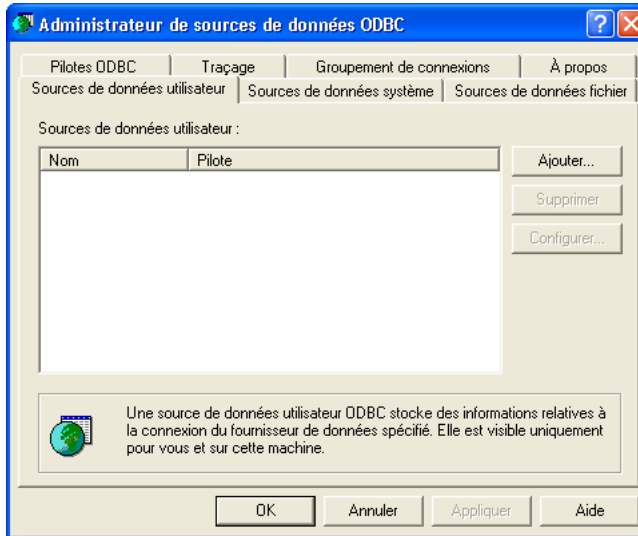 Administrateur de sources de données ODBC
Pilotes ODBC Traçage Groupement de connexions À propos
Sources de données utilisateur Sources de données système Sources de données fichier
Sources de données utilisateur :
Nom Pilote
Ajouter...
Supprimer
Configurer...
Une source de données utilisateur ODBC stocke des informations relatives à
la connexion du fournisseur de données spécifié. Elle est visible uniquement
pour vous et sur cette machine.
OK Annuler Appliquer Aide